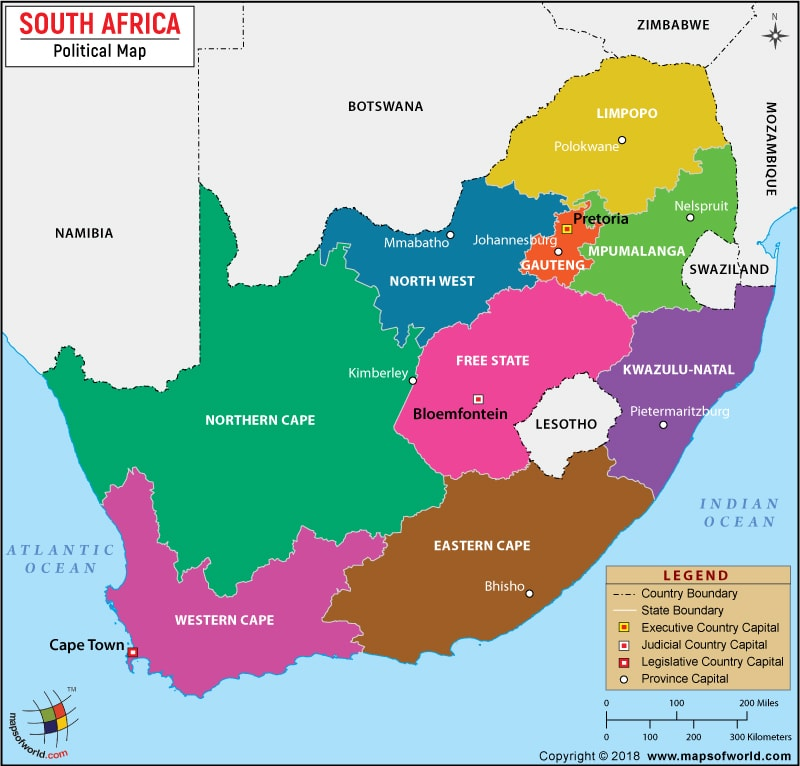 SOUTH AFRICA
Political Map
ZIMBABWE
N
BOTSWANA
MOZAMBIQUE
NAMIBIA
LIMPOPO
Polokwane
Nelspruit
Pretoria
Johannesburg
Mmabatho
MPUMALANGA
GAUTENG
SWAZILAND
NORTH WEST
FREE STATE
KWAZULU-NATAL
Kimberley
Bloemfontein
Pietermaritzburg
NORTHERN CAPE
LESOTHO
INDIAN
OCEAN
ATLANTIC
OCEAN
EASTERN CAPE
Bhisho
WESTERN CAPE
Cape Town
LEGEND
Country Boundary
State Boundary
Executive Country Capital
Judicial Country Capital
Legislative Country Capital
Province Capital
0 100 200 Miles
0 100 200 300 Kilometers
TM
mapsofworld.com
Copyright © 2018 www.mapsofworld.com